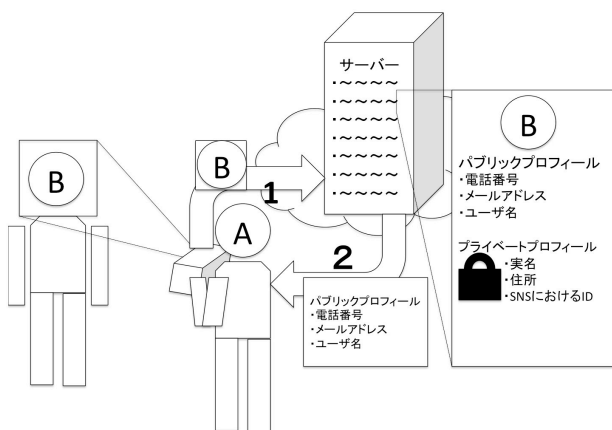 サーバー
・～～～～
・～～～～
・～～～～
・～～～～
・～～～～
・～～～～
・～～～～
B
B
1
A
2
パブリックプロフィール
・電話番号
・メールアドレス
・ユーザ名
B
パブリックプロフィール
・電話番号
・メールアドレス
・ユーザ名
プライベートプロフィール
・実名
・住所
・SNSにおけるID